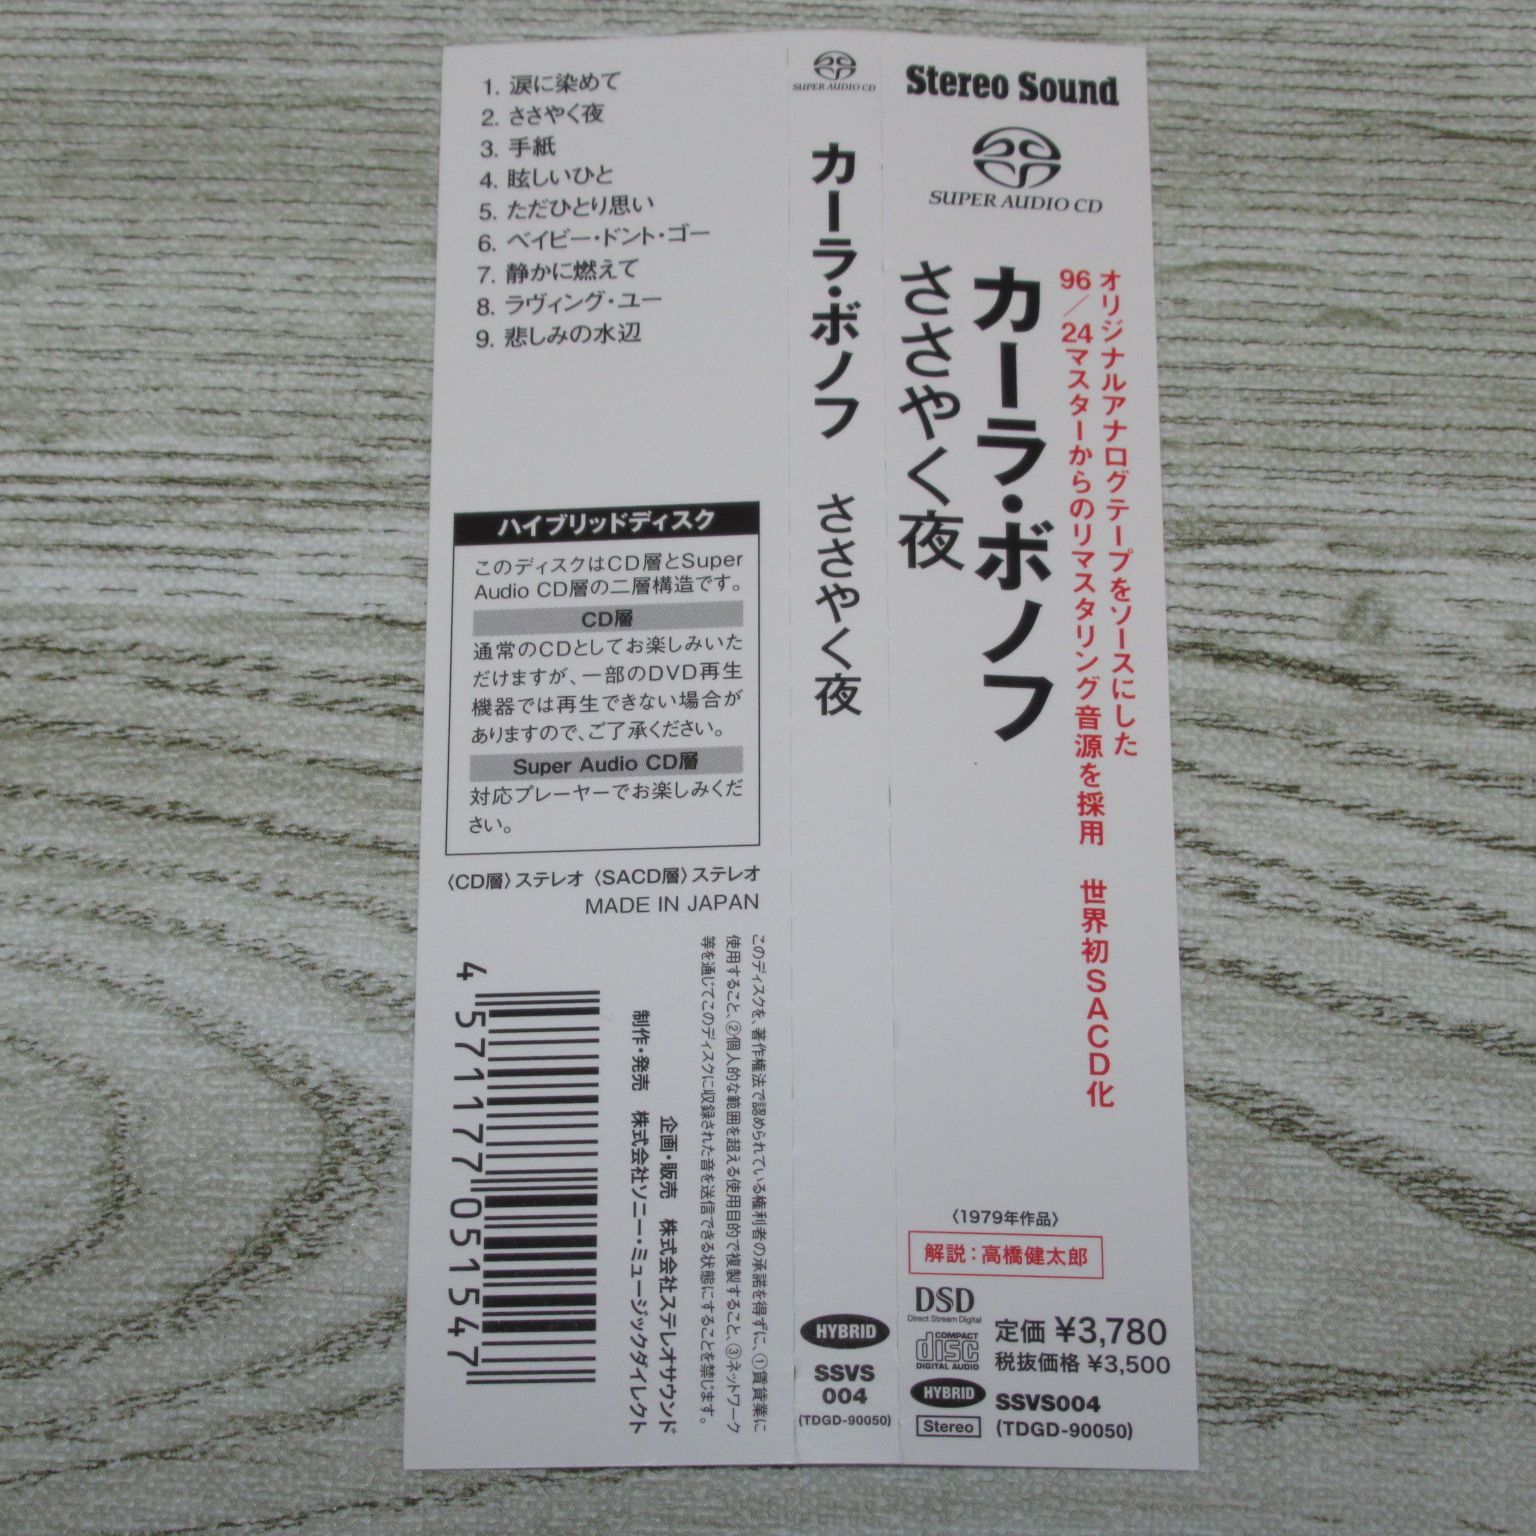 1. 涙に染めて
2. ささやく夜
3. 手紙
4. 眩しいひと
5. ただひとり思い
6. ベイビー・ドント・ゴー
7. 静かに燃えて
8. ラヴィング・ユー
9. 悲しみの水辺
ハイブリッドディスク
このディスクはCD層とSuper
Audio CD層の二層構造です。
CD層
通常のCDとしてお楽しみいた
だけますが、一部のDVD再生
機器では再生できない場合が
ありますので、ご了承ください。
Super Audio CD層
対応プレーヤーでお楽しみくだ
さい。
〈CD層〉ステレオ〈SACD層〉ステレオ
MADE IN JAPAN
このディスクを、著作権法で認められている権利者の承諾を得ずに、①賃貸業に
使用すること、②個人的な範囲を超える使用目的で複製すること、③ネットワーク
等を通じてこのディスクに収録された音を送信できる状態にすることを禁じます。
企画・販売 株式会社ステレオサウンド
制作・発売 株式会社ソニー・ミュージックダイレクト
4571177051547
SUPER AUDIO CD
カーラ・ボノフ ささやく夜
HYBRID
SSVS
004
(TDGD-90050)
Stereo Sound
SUPER AUDIO CD
オリジナルアナログテープをソースにした
96/24マスターからのリマスタリング音源を採用 世界初SACD化
カーラ・ボノフ
ささやく夜
〈1979年作品〉
解説：高橋健太郎
DSD
Direct Stream Digital
COMPACT
disc
DIGITAL AUDIO
定価 ¥3,780
税抜価格 ¥3,500
HYBRID
Stereo
SSVS004
(TDGD-90050)